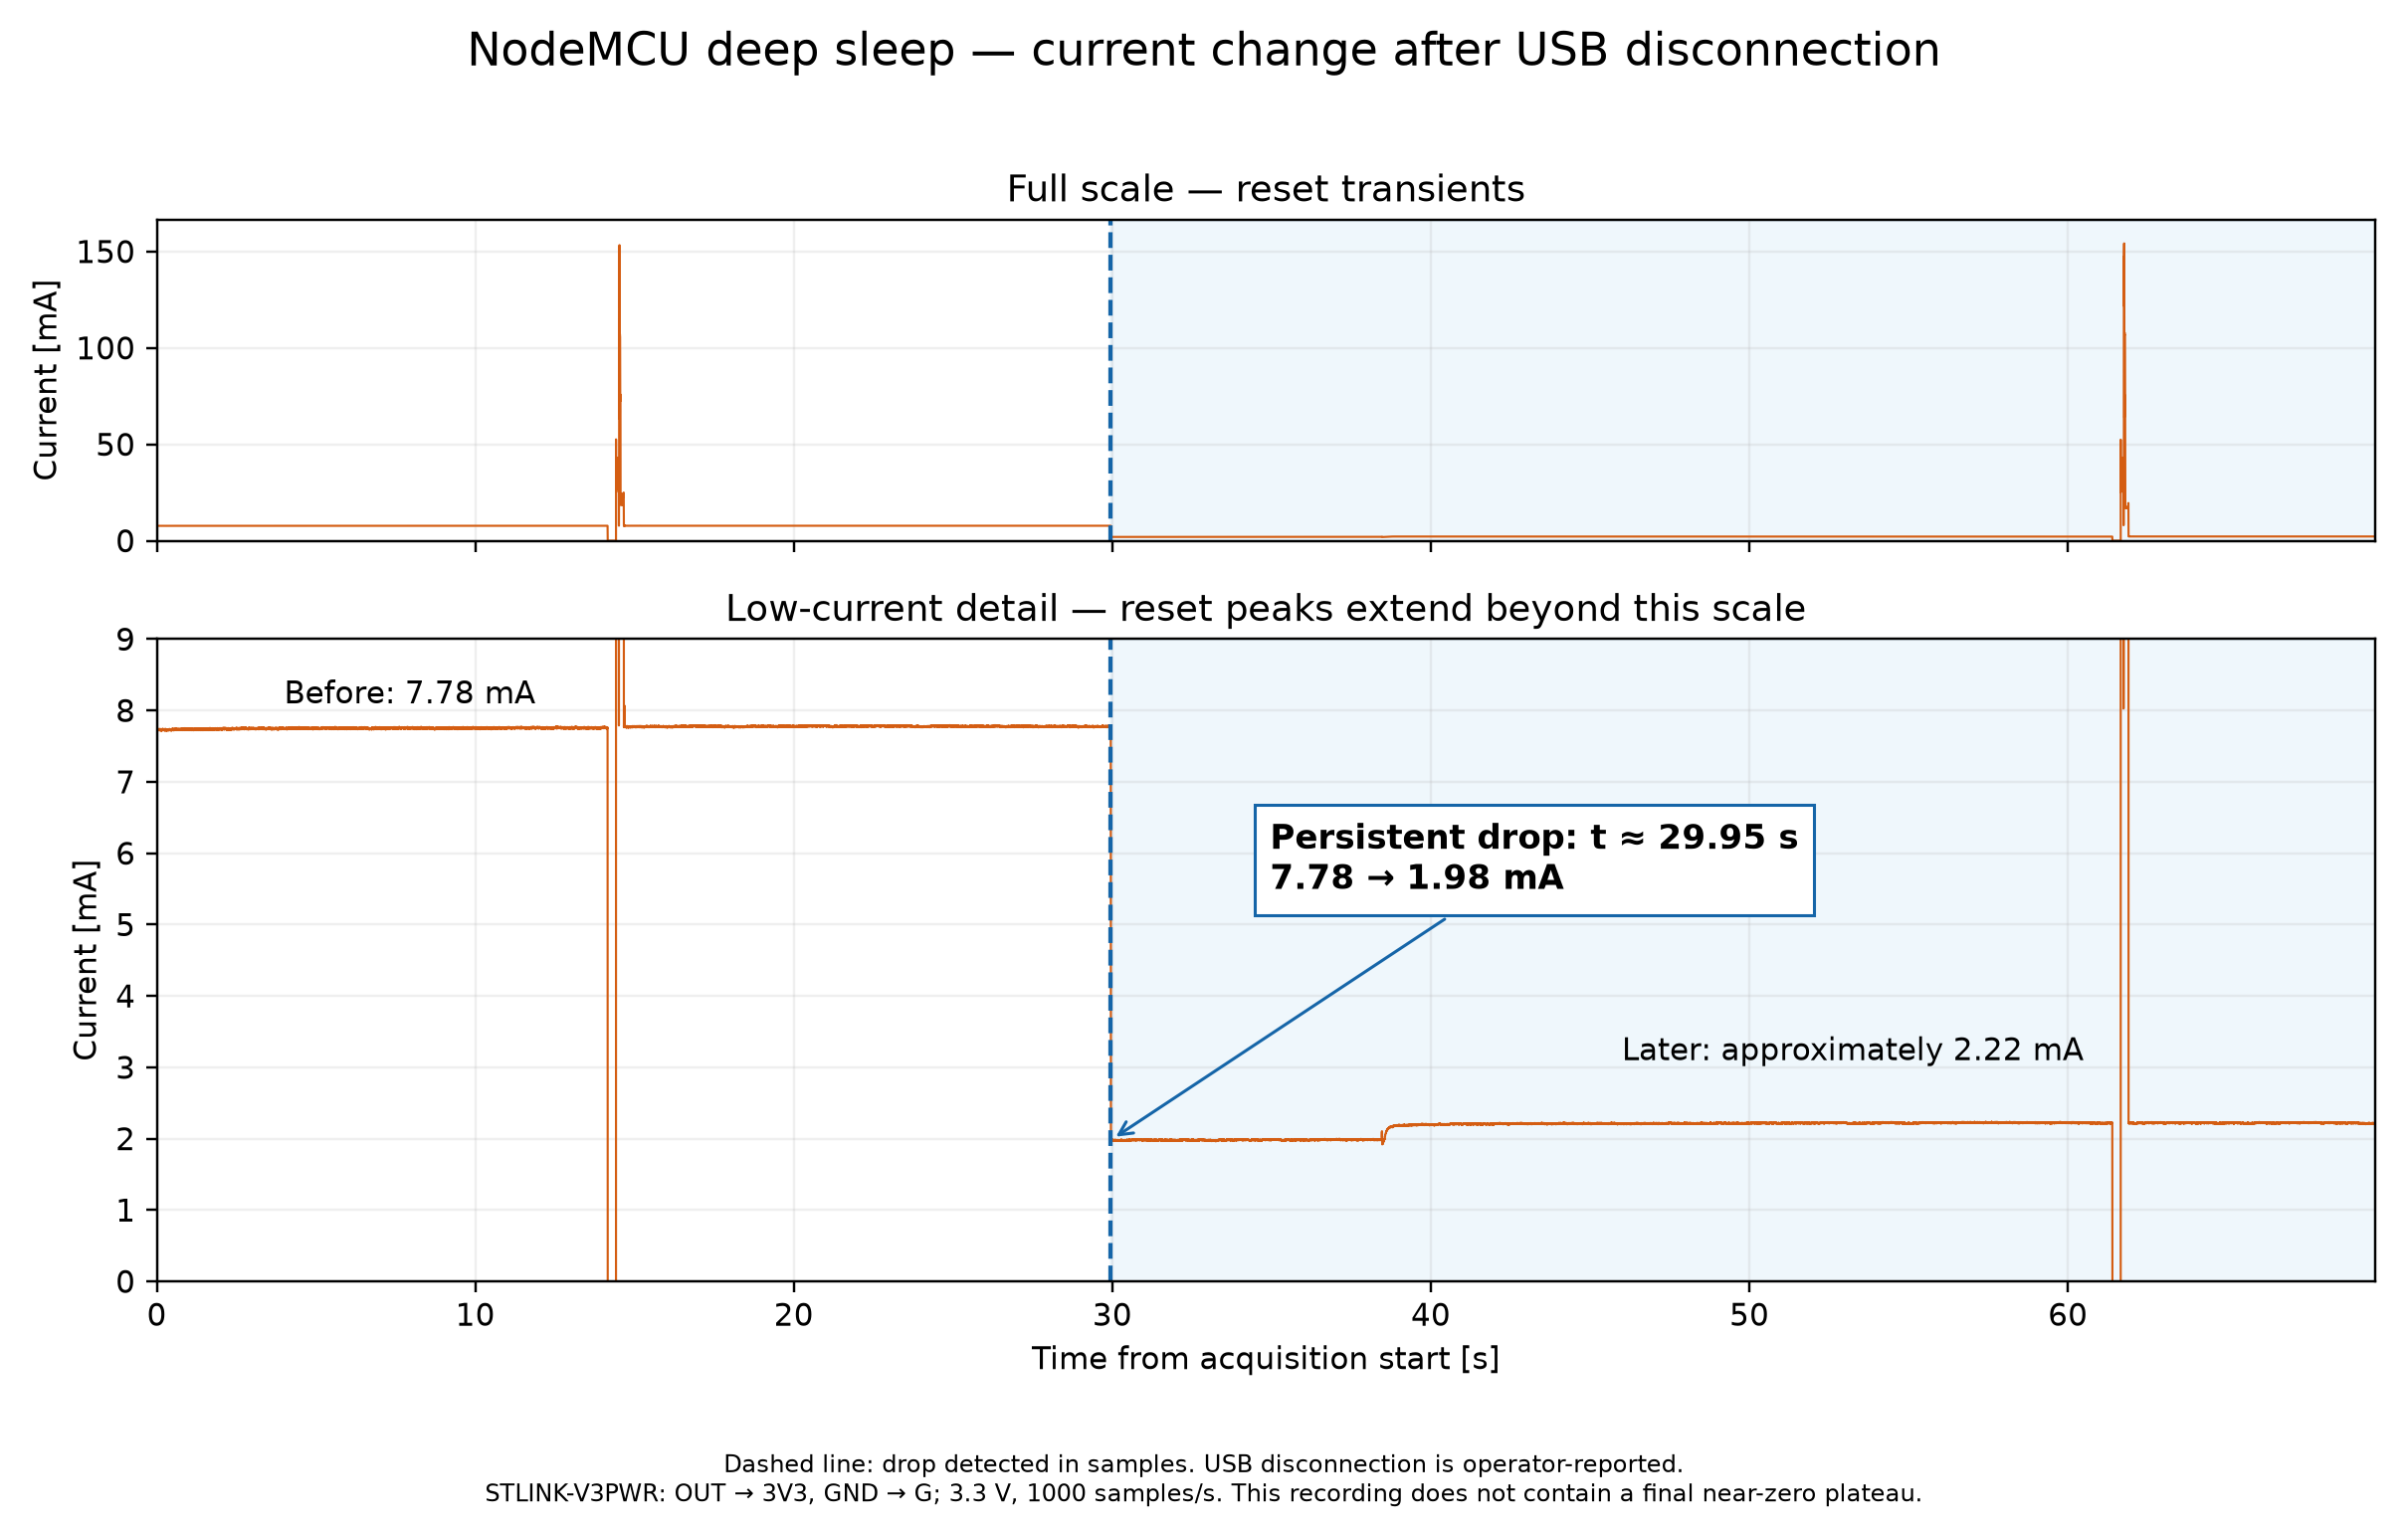 NodeMCU deep sleep — current change after USB disconnection
Full scale — reset transients
Current [mA]
150
100
50
0
Low-current detail — reset peaks extend beyond this scale
Current [mA]
9
8
7
6
5
4
3
2
1
0
Before: 7.78 mA
Persistent drop: t ≈ 29.95 s
7.78 → 1.98 mA
Later: approximately 2.22 mA
0 10 20 30 40 50 60
Time from acquisition start [s]
Dashed line: drop detected in samples. USB disconnection is operator-reported.
STLINK-V3PWR: OUT → 3V3, GND → G; 3.3 V, 1000 samples/s. This recording does not contain a final near-zero plateau.